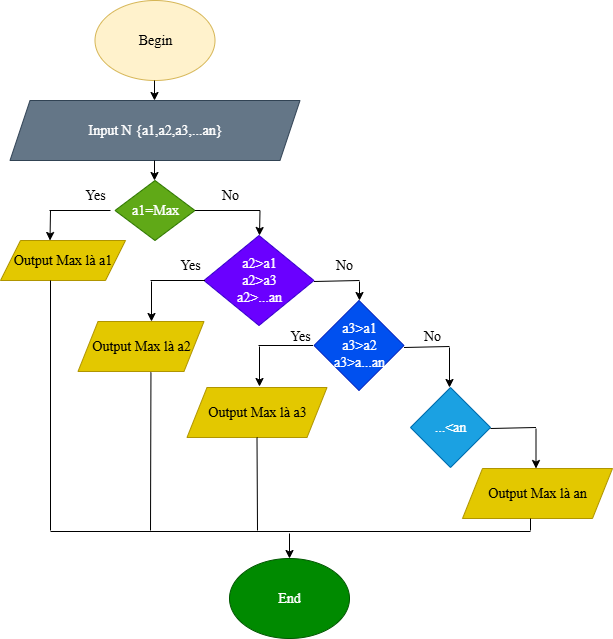 Begin
Input N {a1,a2,a3,...an}
Yes
No
a1=Max
Output Max là a1
Yes
No
a2>a1
a2>a3
a2>...an
Output Max là a2
Yes
No
a3>a1
a3>a2
a3>a...an
Output Max là a3
...<an
Output Max là an
End